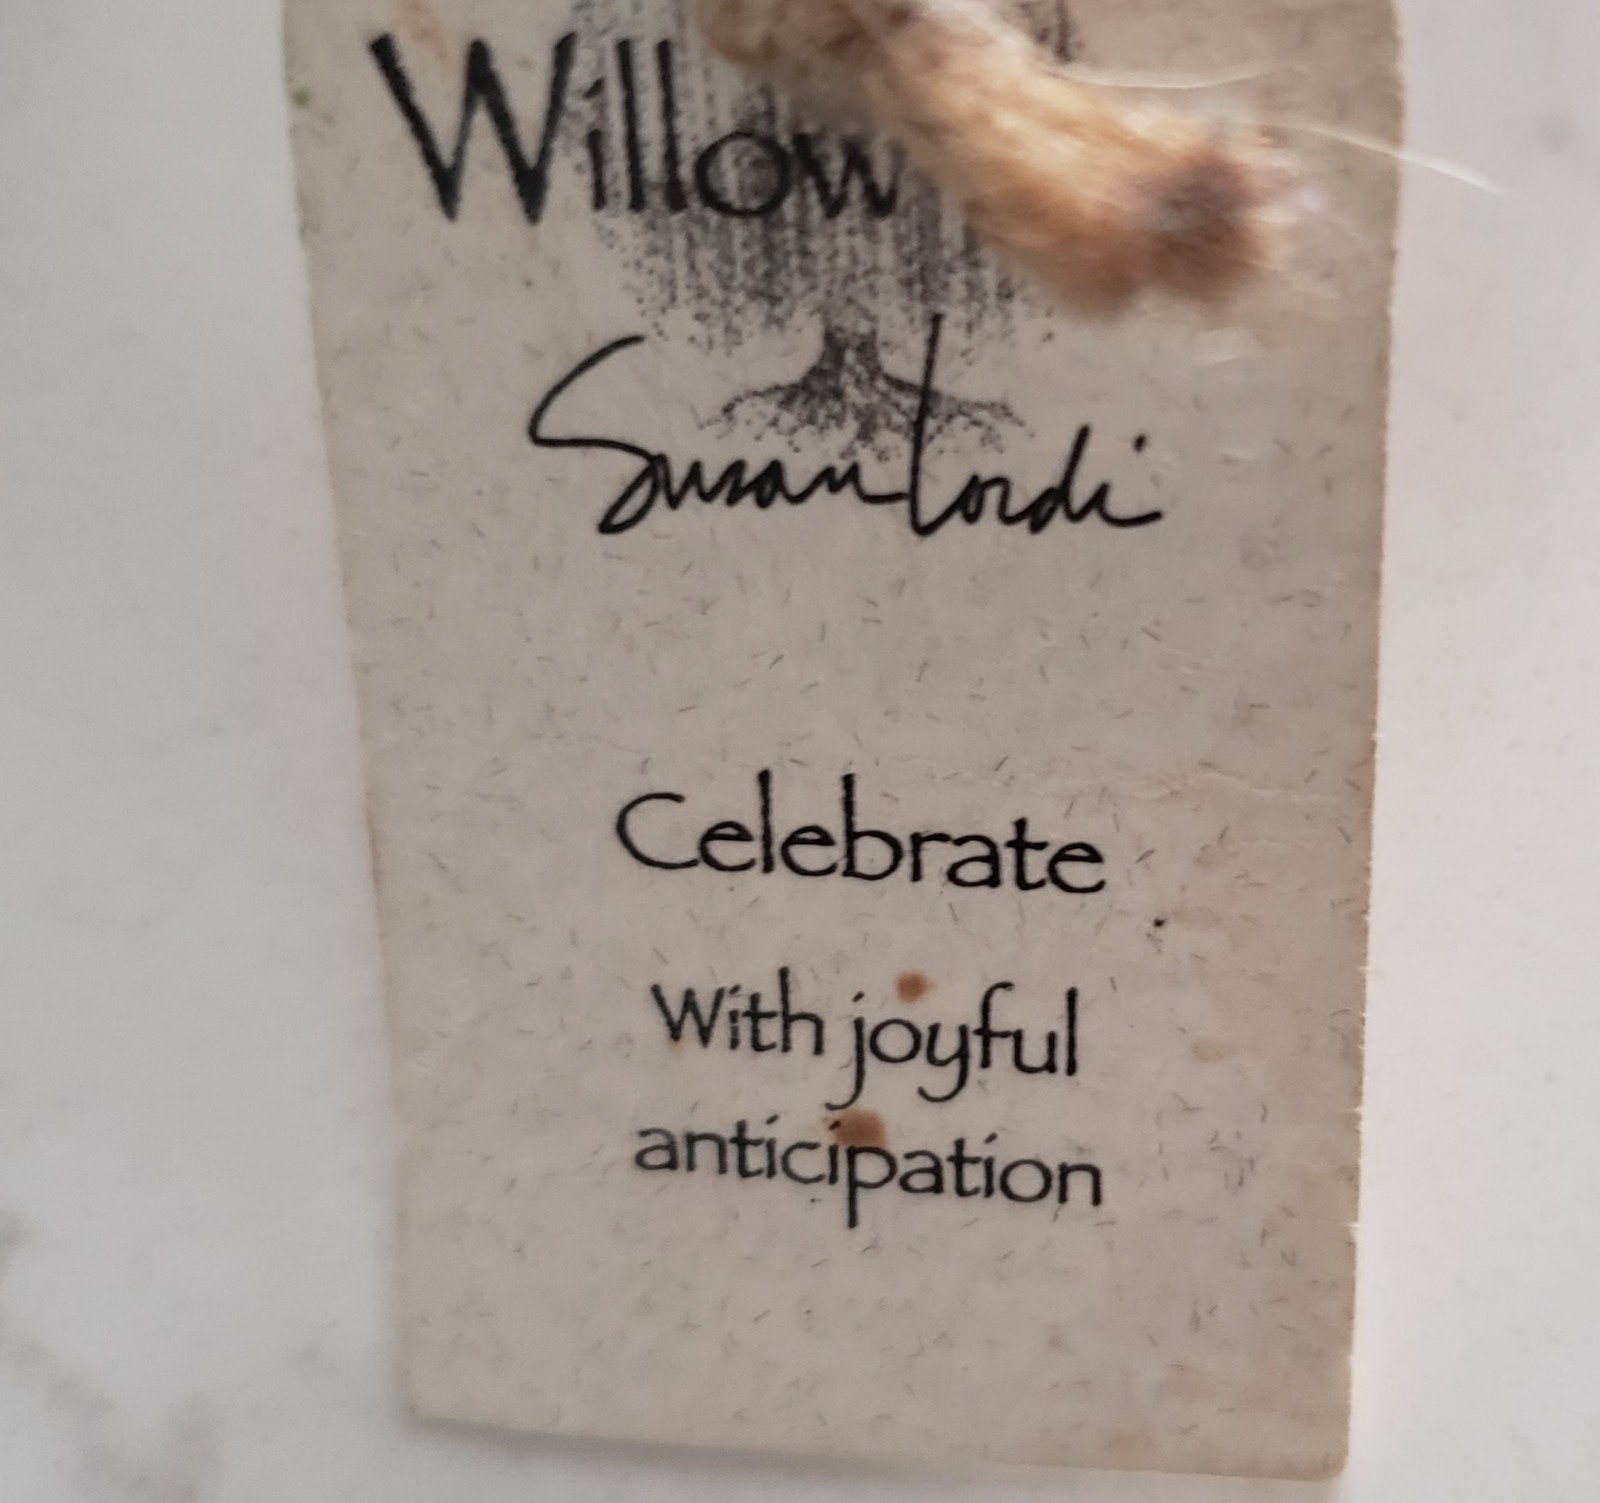 Willow
Susan Lordi
Celebrate
With joyful
anticipation